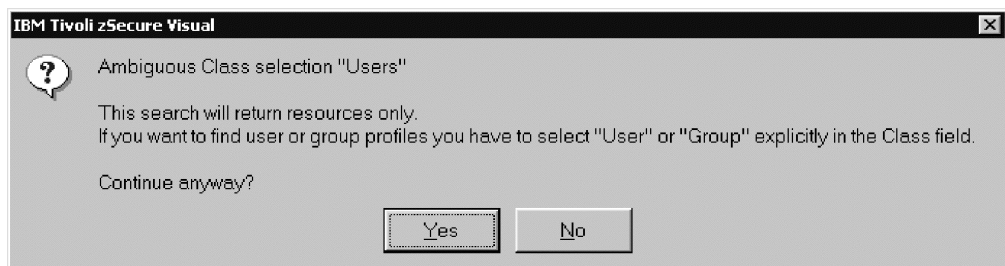 IBM Tivoli zSecure Visual
Ambiguous Class selection "Users"
This search will return resources only.
If you want to find user or group profiles you have to select "User" or "Group" explicitly in the Class field.
Continue anyway?
Yes
No